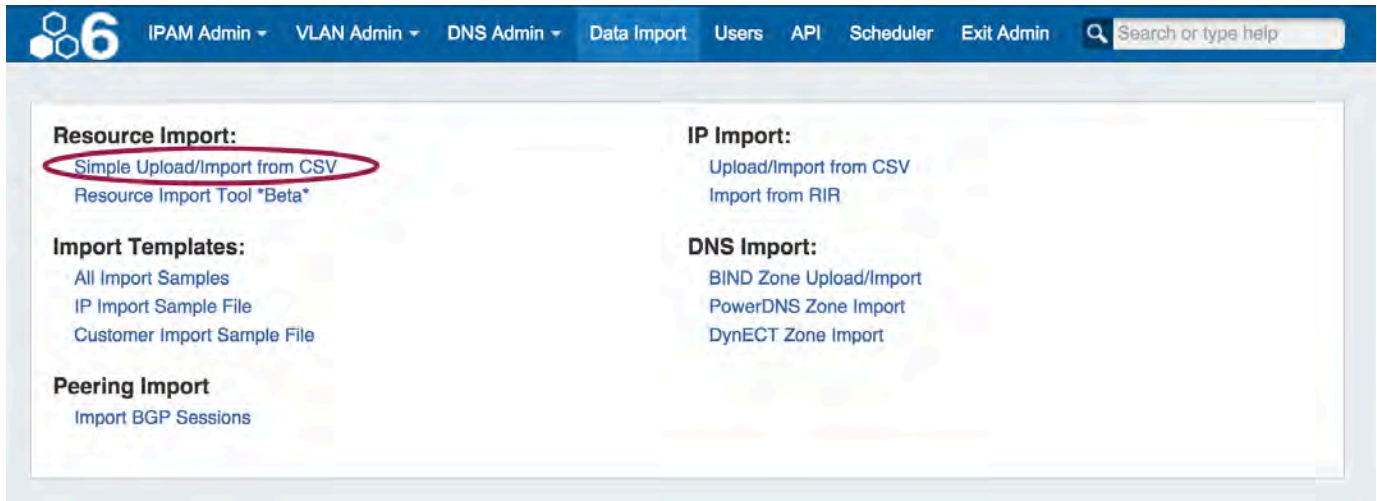 6 IPAM Admin VLAN Admin DNS Admin Data Import Users API Scheduler Exit Admin Search or type help
Resource Import:
Simple Upload/Import from CSV
Resource Import Tool *Beta*
Import Templates:
All Import Samples
IP Import Sample File
Customer Import Sample File
Peering Import
Import BGP Sessions
IP Import:
Upload/Import from CSV
Import from RIR
DNS Import:
BIND Zone Upload/Import
PowerDNS Zone Import
DynECT Zone Import